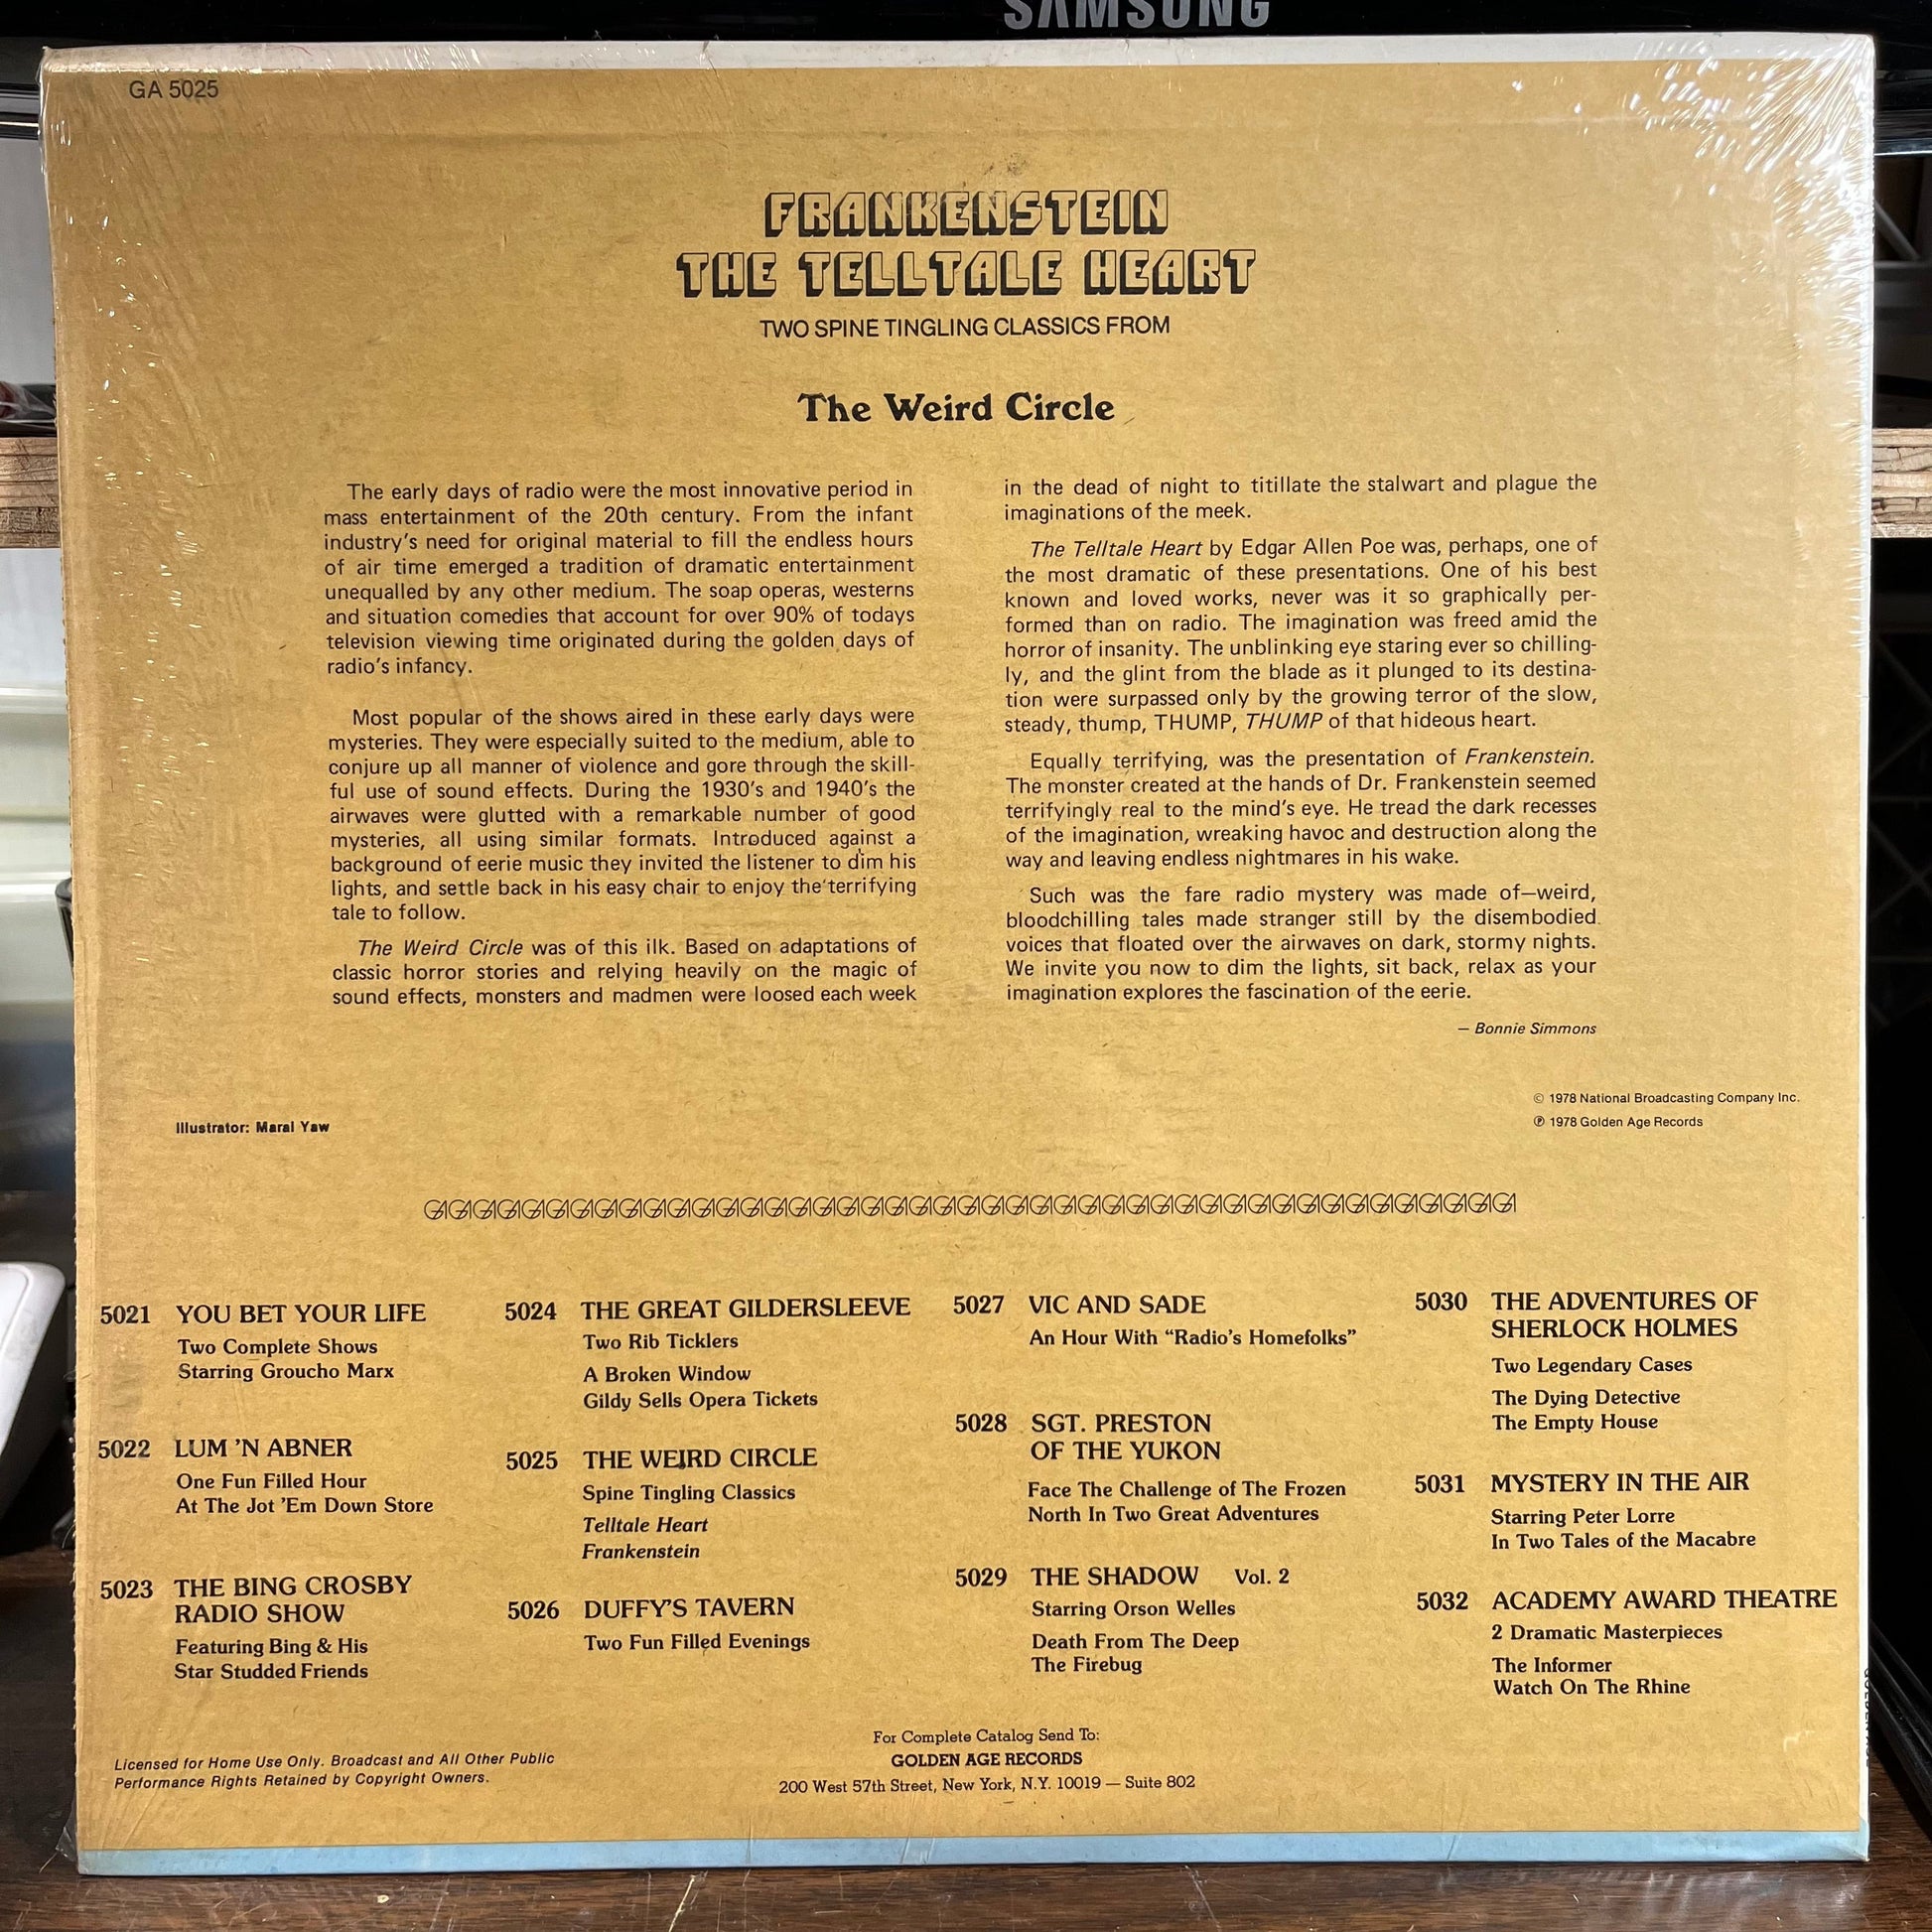 SAMSUNG
GA 5025
FRANKENSTEIN
THE TELLTALE HEART
TWO SPINE TINGLING CLASSICS FROM
The Weird Circle
The early days of radio were the most innovative period in
mass entertainment of the 20th century. From the infant
industry's need for original material to fill the endless hours
of air time emerged a tradition of dramatic entertainment
unequalled by any other medium. The soap operas, westerns
and situation comedies that account for over 90% of todays
television viewing time originated during the golden days of
radio's infancy.
Most popular of the shows aired in these early days were
mysteries. They were especially suited to the medium, able to
conjure up all manner of violence and gore through the skill-
ful use of sound effects. During the 1930's and 1940's the
airwaves were glutted with a remarkable number of good
mysteries, all using similar formats. Introduced against a
background of eerie music they invited the listener to dim his
lights, and settle back in his easy chair to enjoy the terrifying
tale to follow.
The Weird Circle was of this ilk. Based on adaptations of
classic horror stories and relying heavily on the magic of
sound effects, monsters and madmen were loosed each week
in the dead of night to titillate the stalwart and plague the
imaginations of the meek.
The Telltale Heart by Edgar Allen Poe was, perhaps, one of
the most dramatic of these presentations. One of his best
known and loved works, never was it so graphically per-
formed than on radio. The imagination was freed amid the
horror of insanity. The unblinking eye staring ever so chilling-
ly, and the glint from the blade as it plunged to its destina-
tion were surpassed only by the growing terror of the slow,
steady, thump, THUMP, THUMP of that hideous heart.
Equally terrifying, was the presentation of Frankenstein.
The monster created at the hands of Dr. Frankenstein seemed
terrifyingly real to the mind's eye. He tread the dark recesses
of the imagination, wreaking havoc and destruction along the
way and leaving endless nightmares in his wake.
Such was the fare radio mystery was made of—weird,
bloodchilling tales made stranger still by the disembodied
voices that floated over the airwaves on dark, stormy nights.
We invite you now to dim the lights, sit back, relax as your
imagination explores the fascination of the eerie.
— Bonnie Simmons
© 1978 National Broadcasting Company Inc.
℗ 1978 Golden Age Records
Illustrator: Maral Yaw
5021 YOU BET YOUR LIFE
Two Complete Shows
Starring Groucho Marx
5022 LUM 'N ABNER
One Fun Filled Hour
At The Jot 'Em Down Store
5023 THE BING CROSBY
RADIO SHOW
Featuring Bing & His
Star Studded Friends
5024 THE GREAT GILDERSLEEVE
Two Rib Ticklers
A Broken Window
Gildy Sells Opera Tickets
5025 THE WEIRD CIRCLE
Spine Tingling Classics
Telltale Heart
Frankenstein
5026 DUFFY'S TAVERN
Two Fun Filled Evenings
5027 VIC AND SADE
An Hour With "Radio's Homefolks"
5028 SGT. PRESTON
OF THE YUKON
Face The Challenge of The Frozen
North In Two Great Adventures
5029 THE SHADOW Vol. 2
Starring Orson Welles
Death From The Deep
The Firebug
5030 THE ADVENTURES OF
SHERLOCK HOLMES
Two Legendary Cases
The Dying Detective
The Empty House
5031 MYSTERY IN THE AIR
Starring Peter Lorre
In Two Tales of the Macabre
5032 ACADEMY AWARD THEATRE
2 Dramatic Masterpieces
The Informer
Watch On The Rhine
Licensed for Home Use Only. Broadcast and All Other Public
Performance Rights Retained by Copyright Owners.
For Complete Catalog Send To:
GOLDEN AGE RECORDS
200 West 57th Street, New York, N.Y. 10019 — Suite 802